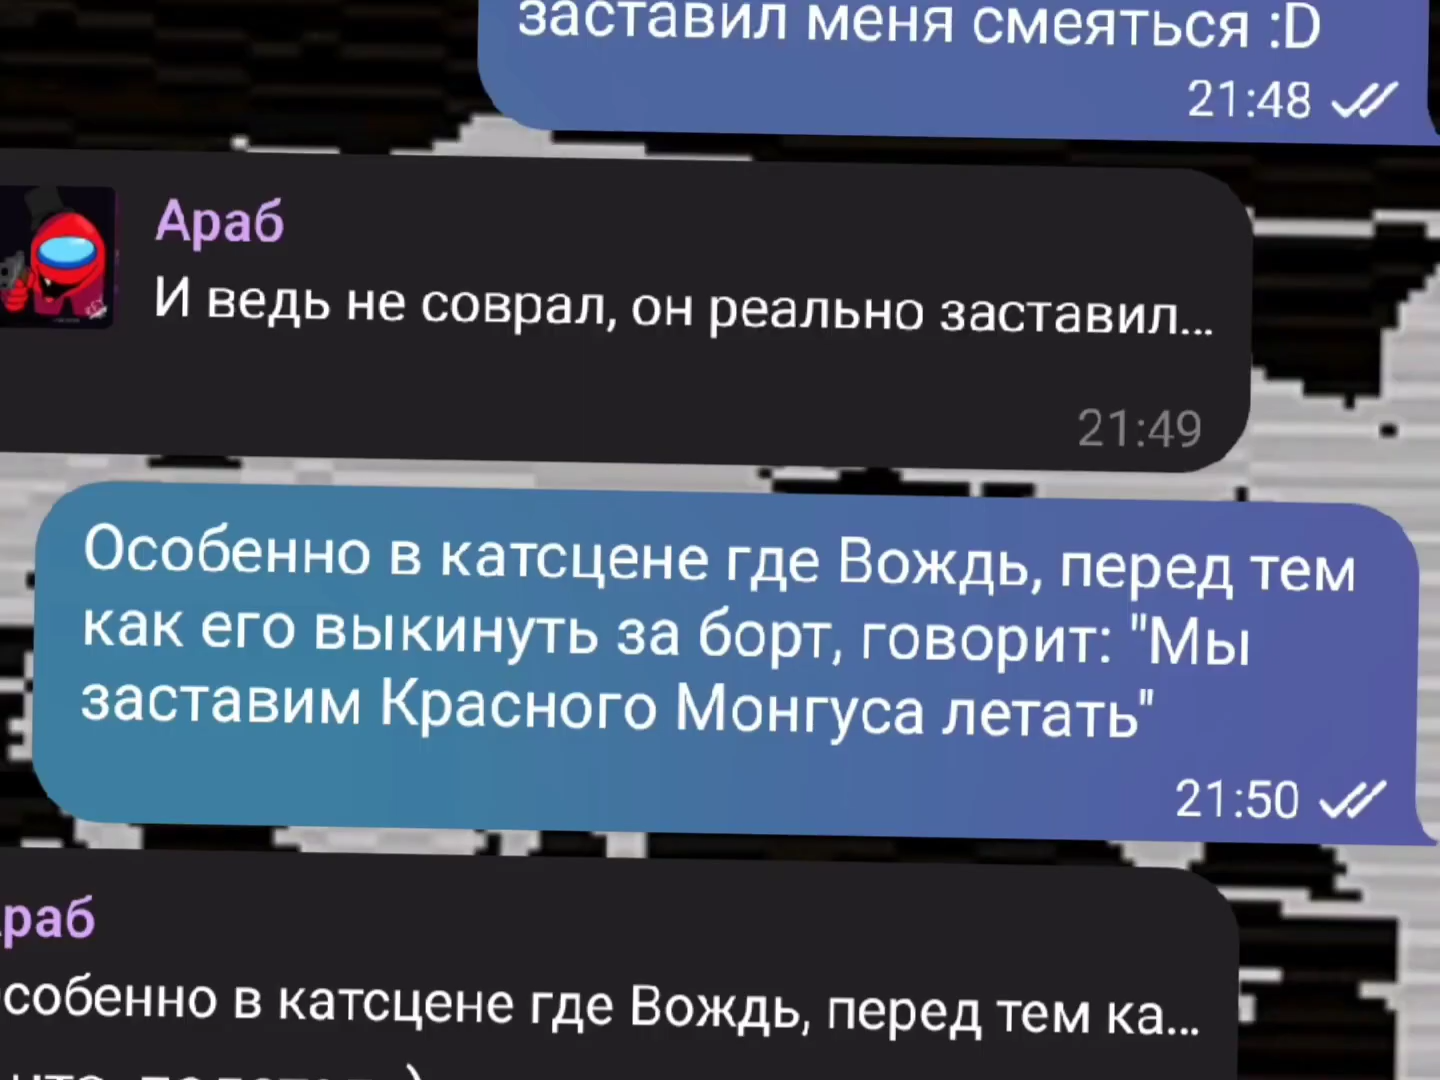 заставил меня смеяться :D
21:48
Араб
И ведь не соврал, он реально заставил...
21:49
Особенно в катсцене где Вождь, перед тем
как его выкинуть за борт, говорит: "Мы
заставим Красного Монгуса летать"
21:50
раб
собенно в катсцене где Вождь, перед тем ка...